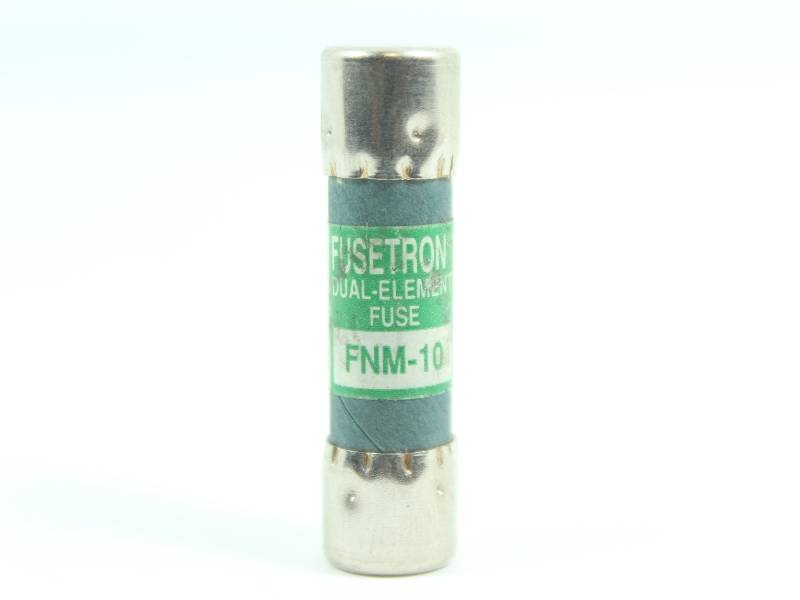 FUSETRON
DUAL-ELEMENT
FUSE
FNM-10